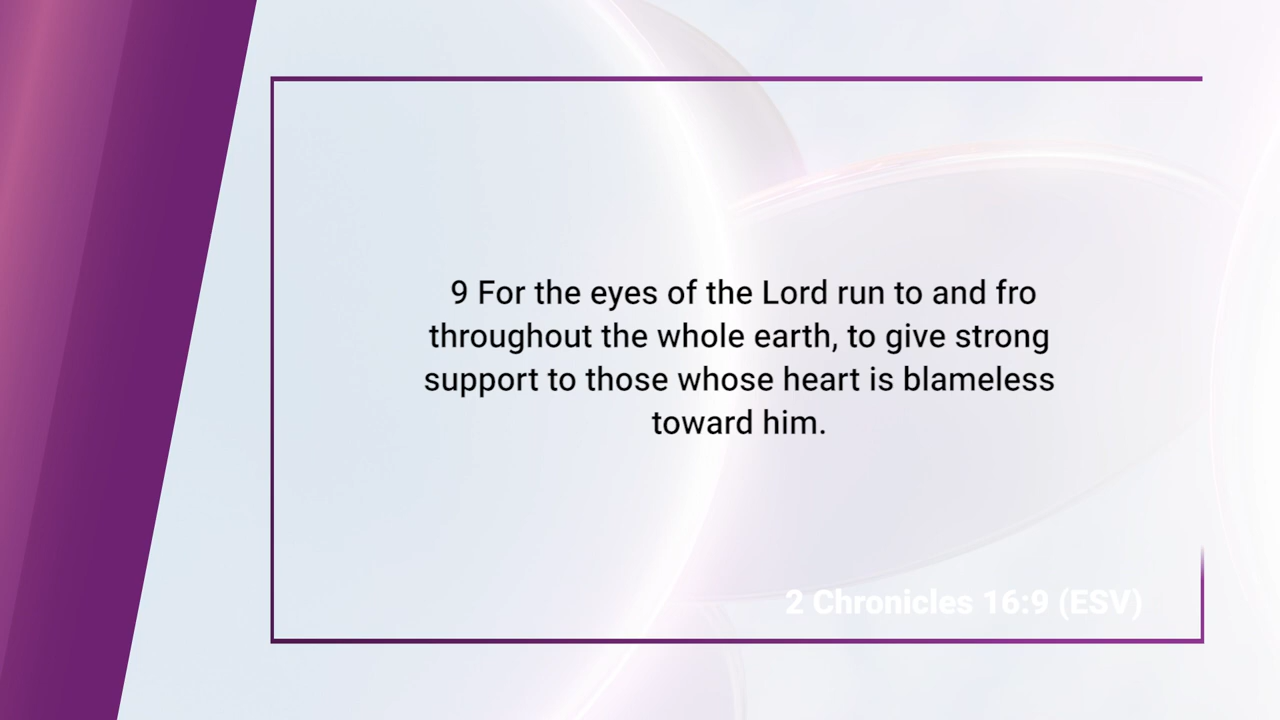 9 For the eyes of the Lord run to and fro
throughout the whole earth, to give strong
support to those whose heart is blameless
toward him.
2 Chronicles 16:9 (ESV)